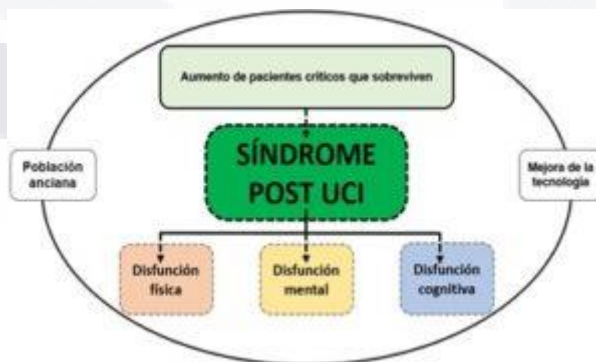 Aumento de pacientes críticos que sobreviven
SÍNDROME
POST UCI
Población
anciana
Mejora de la
tecnología
Disfunción
física
Disfunción
mental
Disfunción
cognitiva